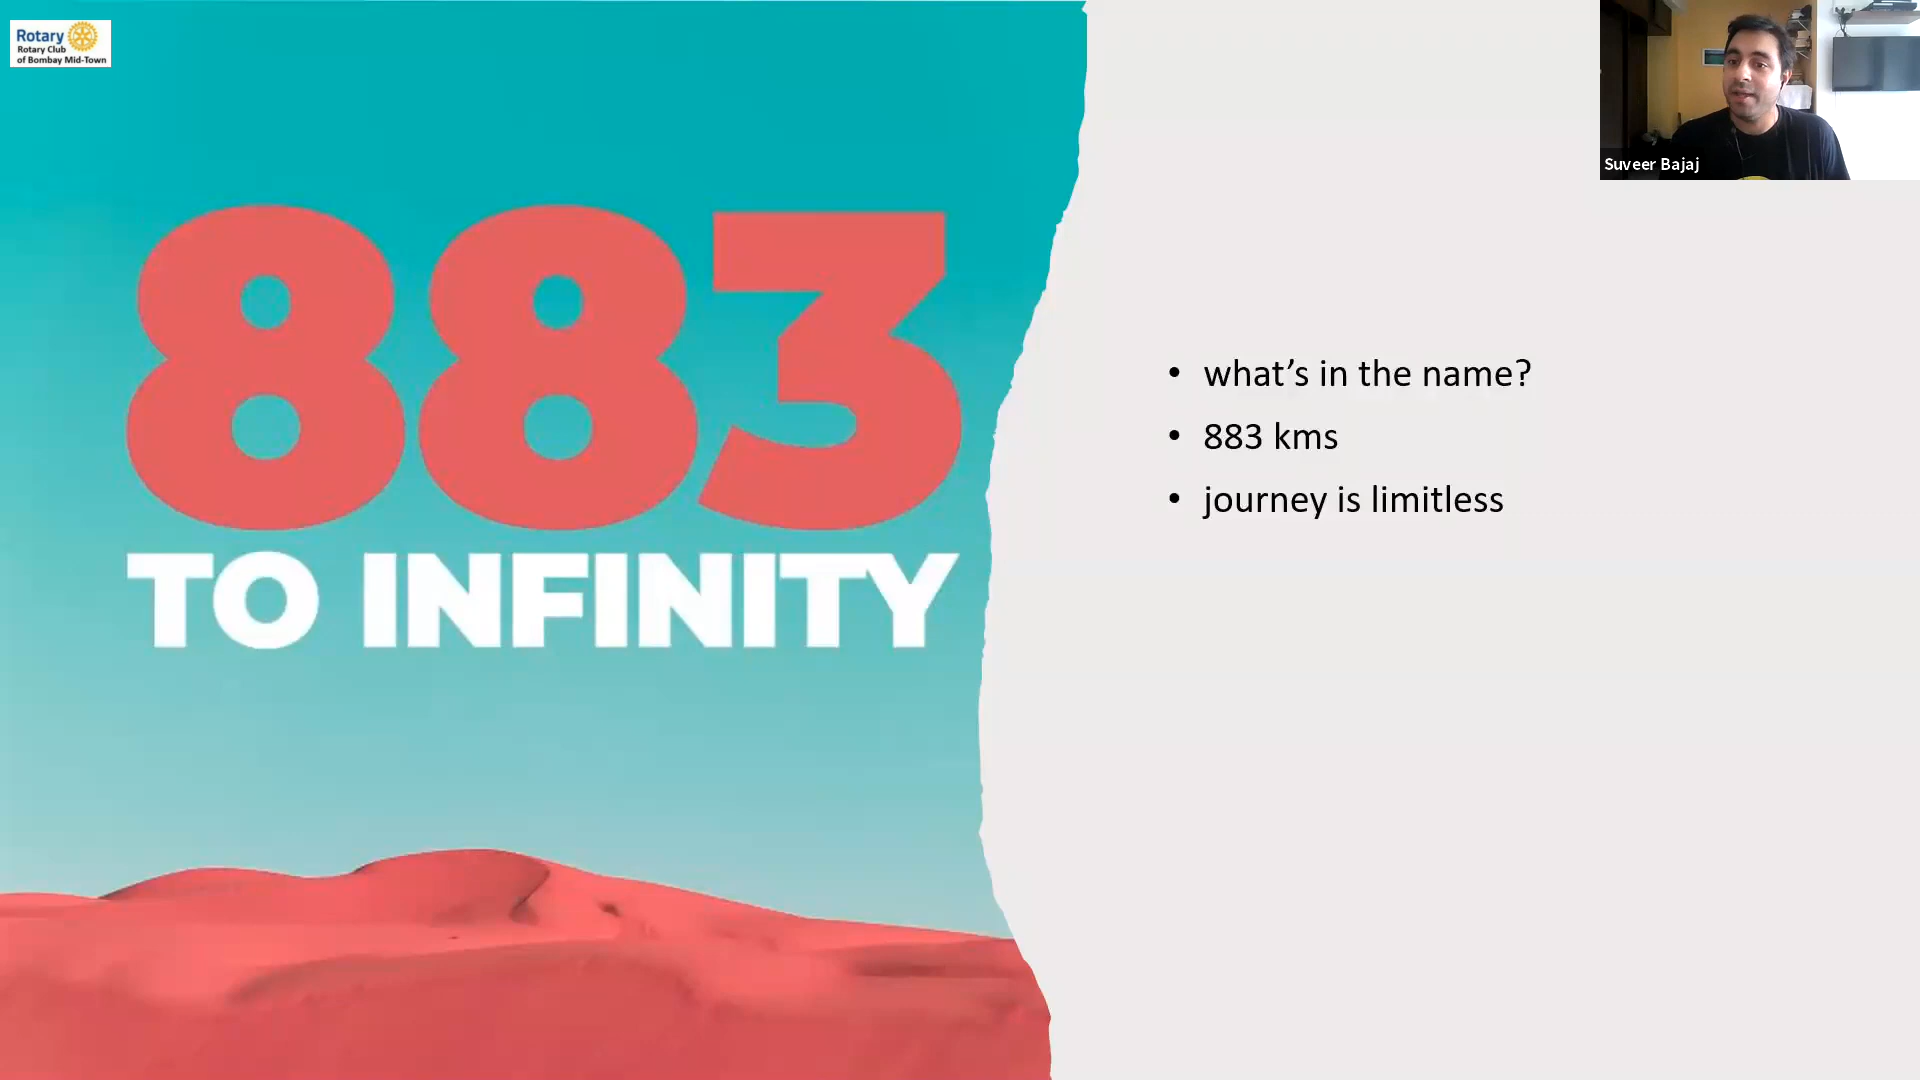 Rotary
Rotary Club
of Bombay Mid-Town
883
TO INFINITY
• what’s in the name?
• 883 kms
• journey is limitless
Suveer Bajaj